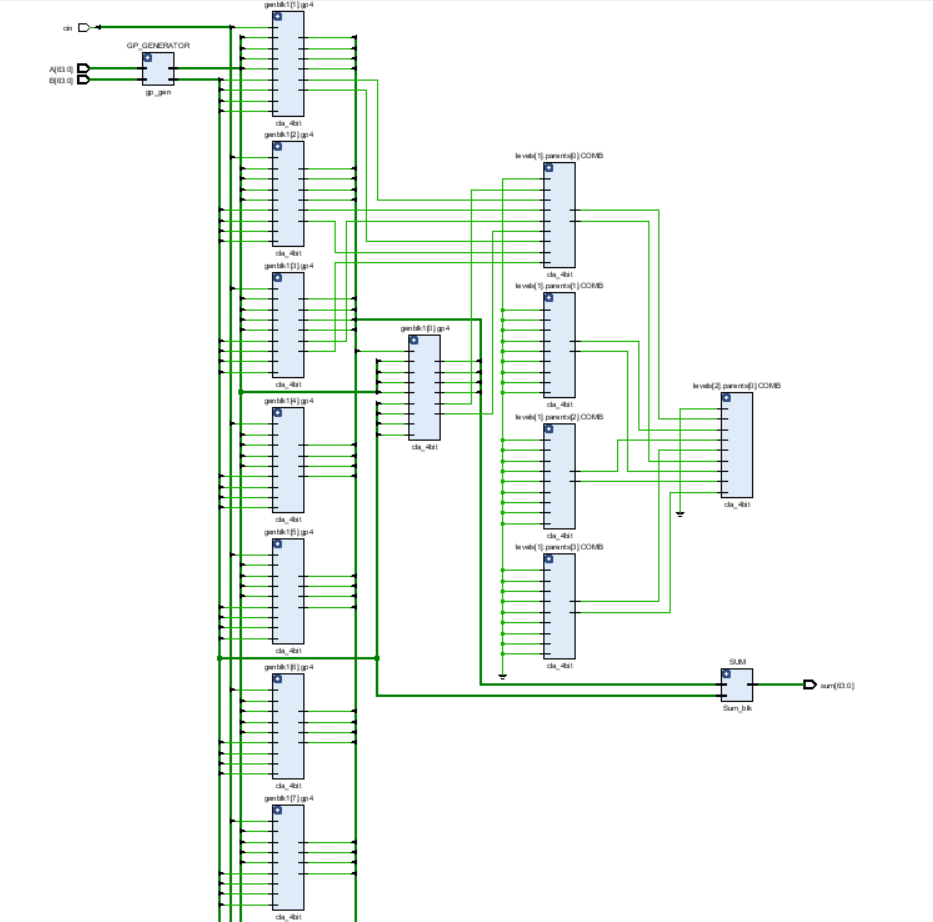 genblk1[1].gp4
cin
GP_GENERATOR
A[63:0]
B[63:0]
gp_gen
cla_4bit
genblk1[2].gp4
levels[1].parents[0].COMB
cla_4bit
genblk1[3].gp4
cla_4bit
levels[1].parents[1].COMB
genblk1[0].gp4
cla_4bit
levels[2].parents[0].COMB
cla_4bit
genblk1[4].gp4
levels[1].parents[2].COMB
cla_4bit
cla_4bit
cla_4bit
genblk1[5].gp4
cla_4bit
levels[1].parents[3].COMB
cla_4bit
SUM
cla_4bit
genblk1[6].gp4
sum[63:0]
Sum_blk
cla_4bit
genblk1[7].gp4
cla_4bit